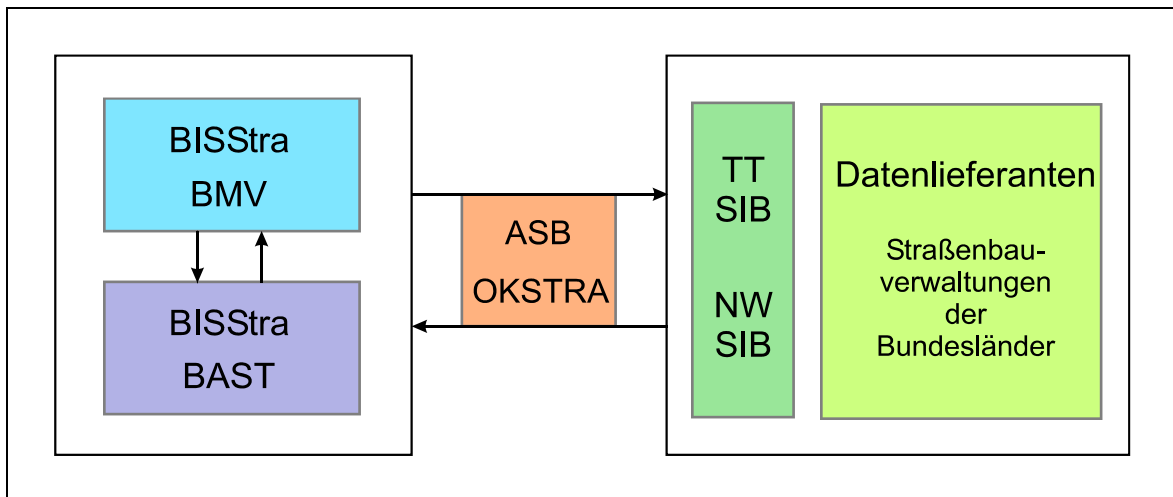 BISStra
BMV
BISStra
BAST
ASB
OKSTRA
TT
SIB
NW
SIB
Datenlieferanten
Straßenbau-
verwaltungen
der
Bundesländer